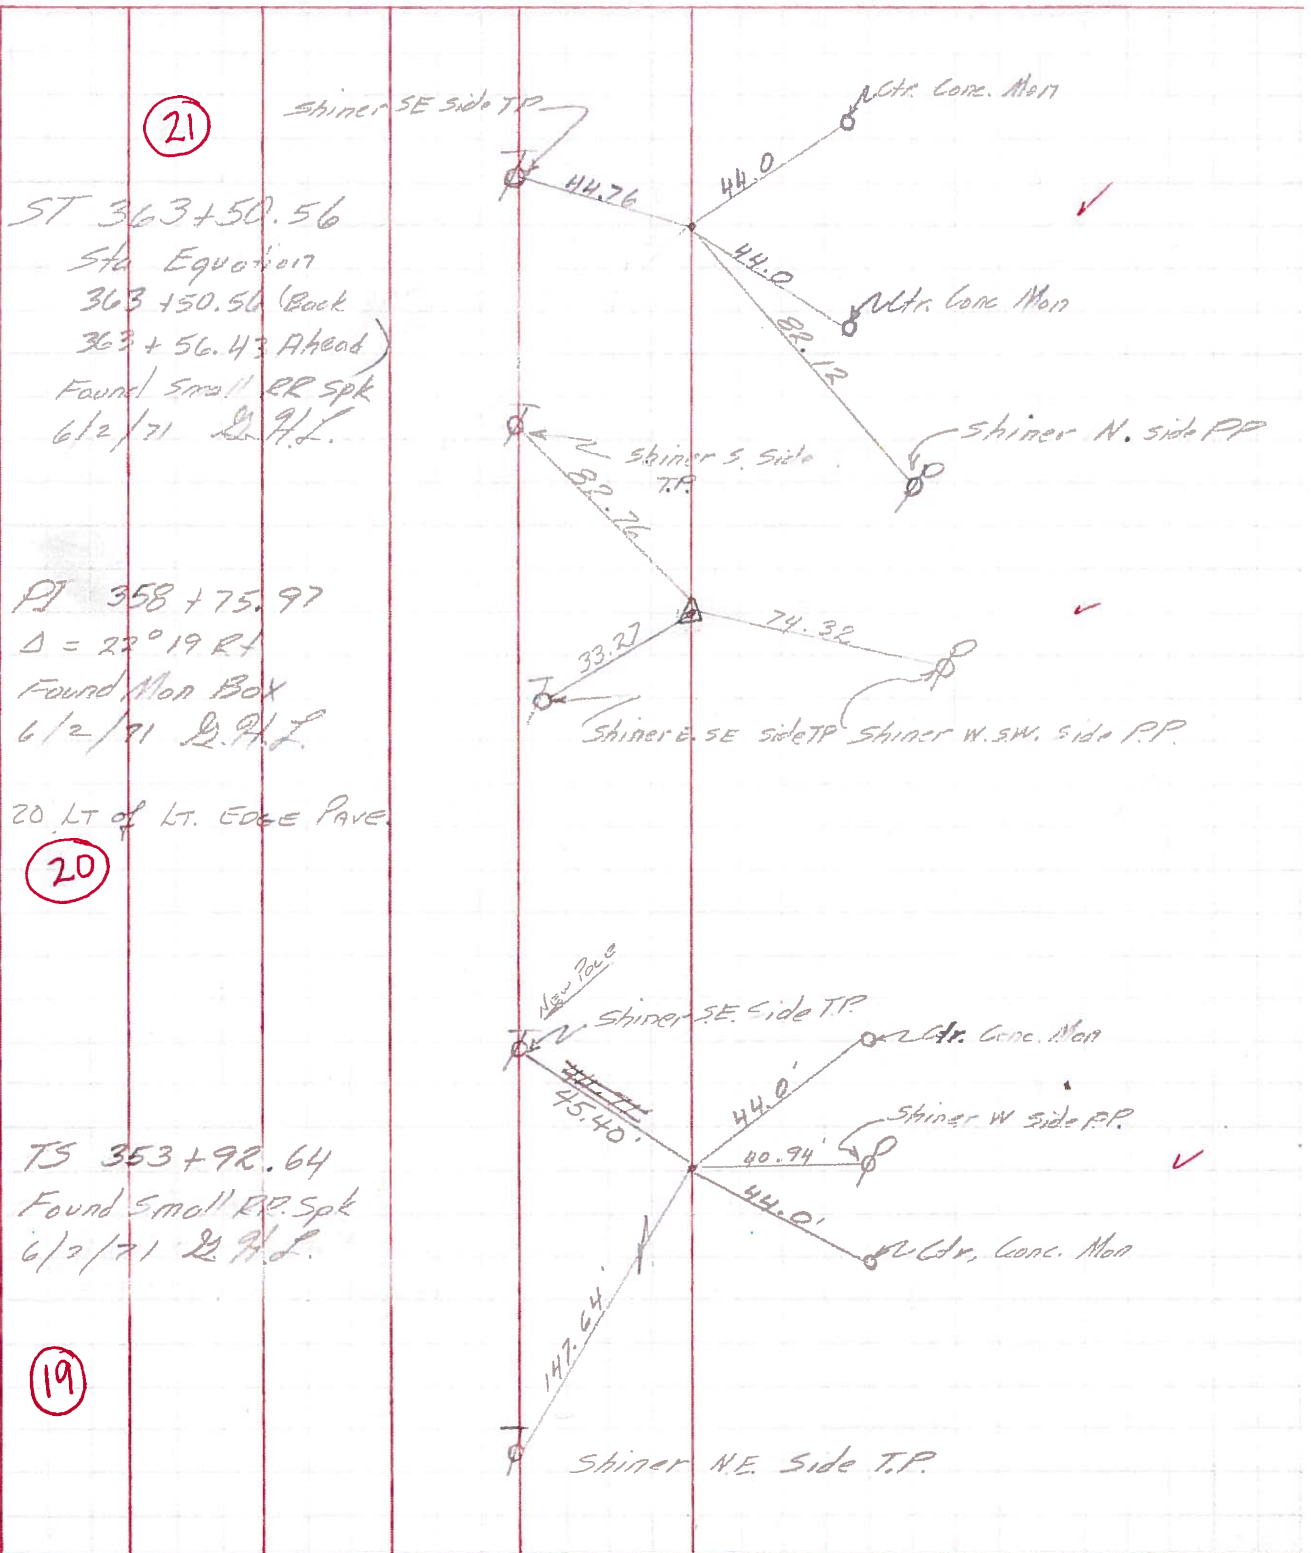 21
Shiner SE Side T.P.
Ctr. Conc. Mon
44.76
44.0
ST 363+50.56
Sta Equation
363+50.56 (Back
363+56.43 Ahead)
Found Small RR Spk
6/2/71 G.H.L.
44.0
Ctr. Conc. Mon
82.12
Shiner N. side P.P.
Shiner S. Side
T.P.
82.76
PI 358+75.97
Δ = 22°19 Rt
Found Mon Box
6/2/71 G.H.L.
74.32
33.27
Shiner E. SE side TP
Shiner W.S.W. side P.P.
20 LT of LT. EDGE PAVE.
20
New Pole
Shiner S.E. Side T.P.
Ctr. Conc. Mon
45.40'
44.0'
Shiner W side P.P.
40.94'
TS 353+92.64
Found Small RR. Spk
6/2/71 G.H.L.
44.0'
Ctr, Conc. Mon
147.64'
19
Shiner N.E. Side T.P.